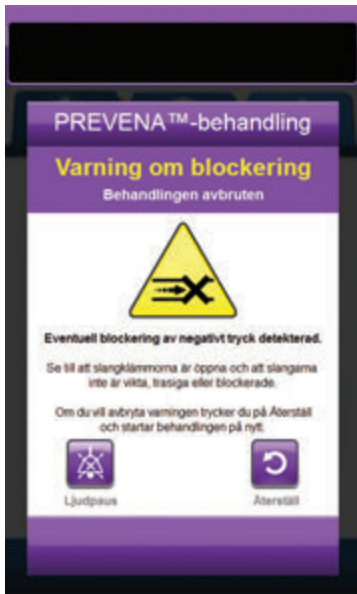 PREVENA™-behandling
Varning om blockering
Behandlingen avbruten
Eventuell blockering av negativt tryck detekterad.
Se till att slangklämmorna är öppna och att slangarna
inte är vikta, trasiga eller blockerade.
Om du vill avbryta varningen trycker du på Återställ
och startar behandlingen på nytt.
Ljudpaus
Återställ